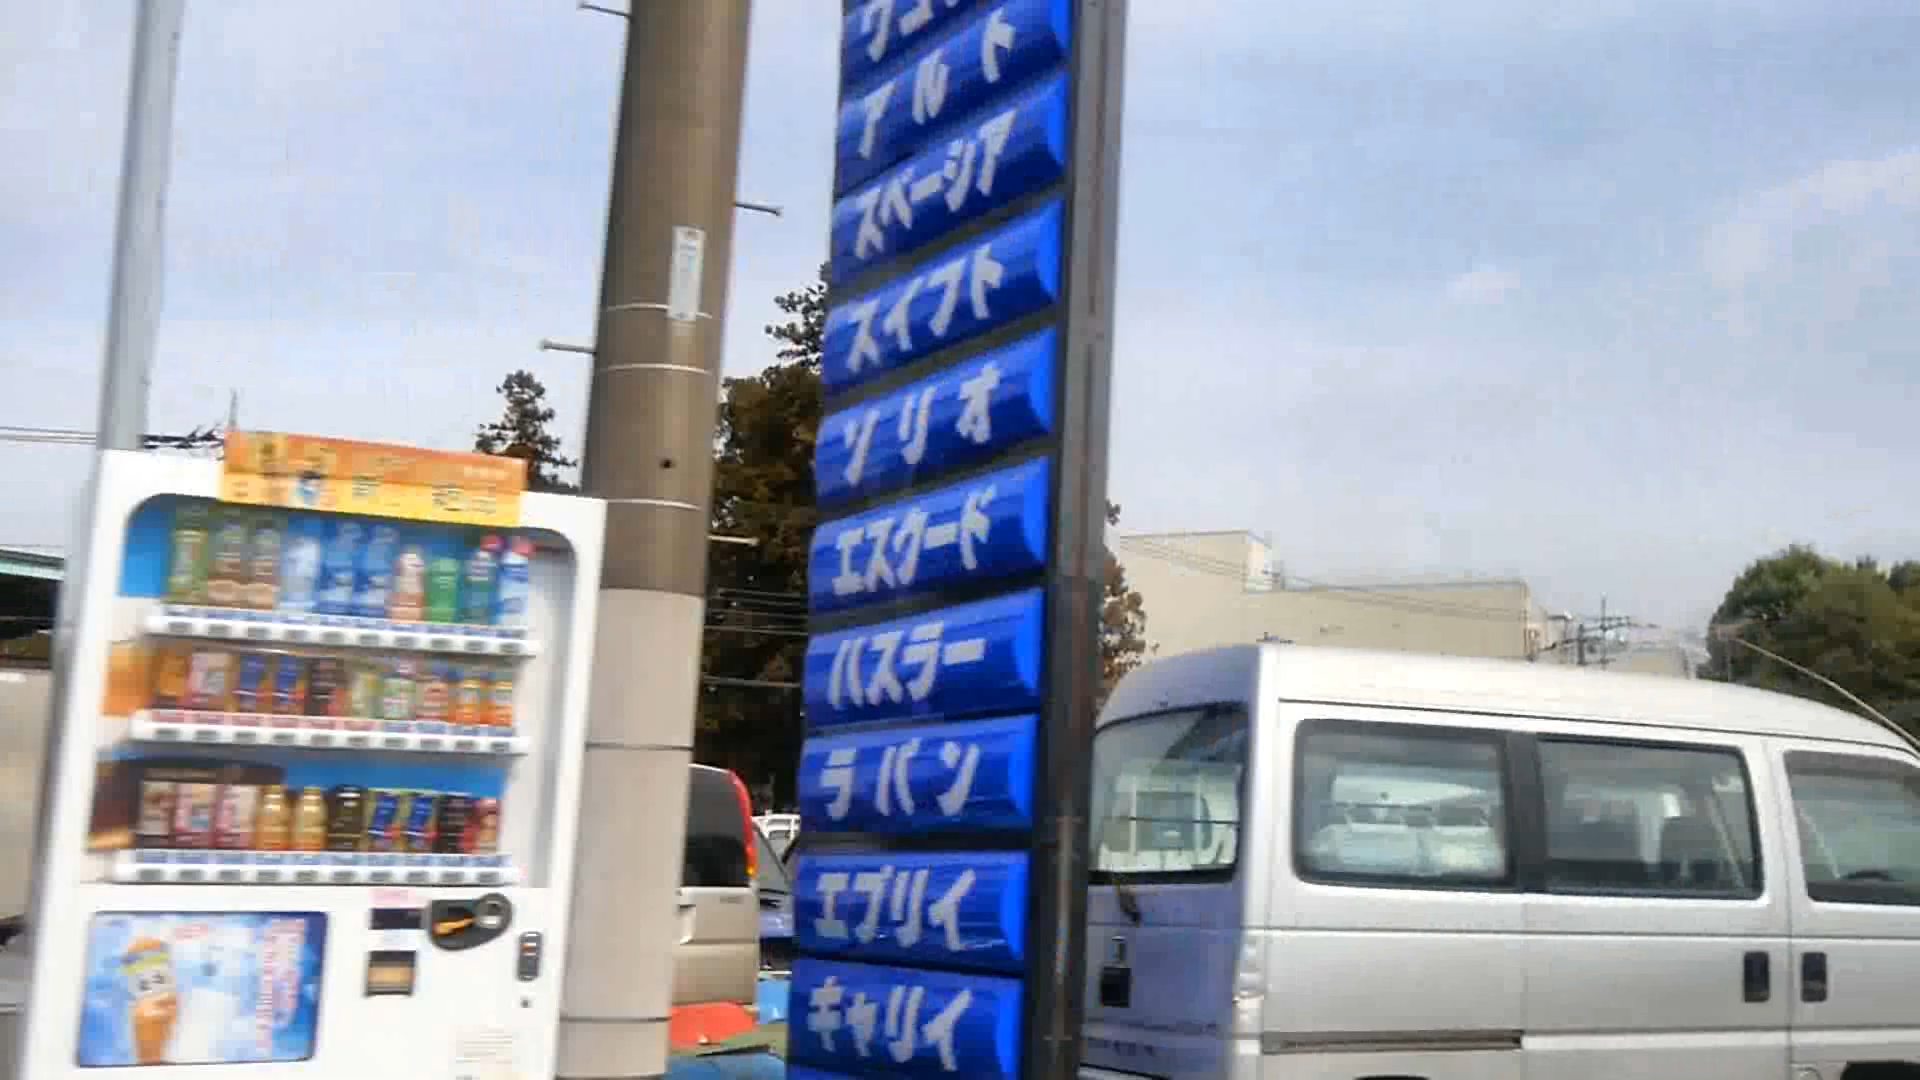 アルト
スペーシア
スイフト
ソリオ
エスクード
ハスラー
ラパン
エブリイ
キャリイ